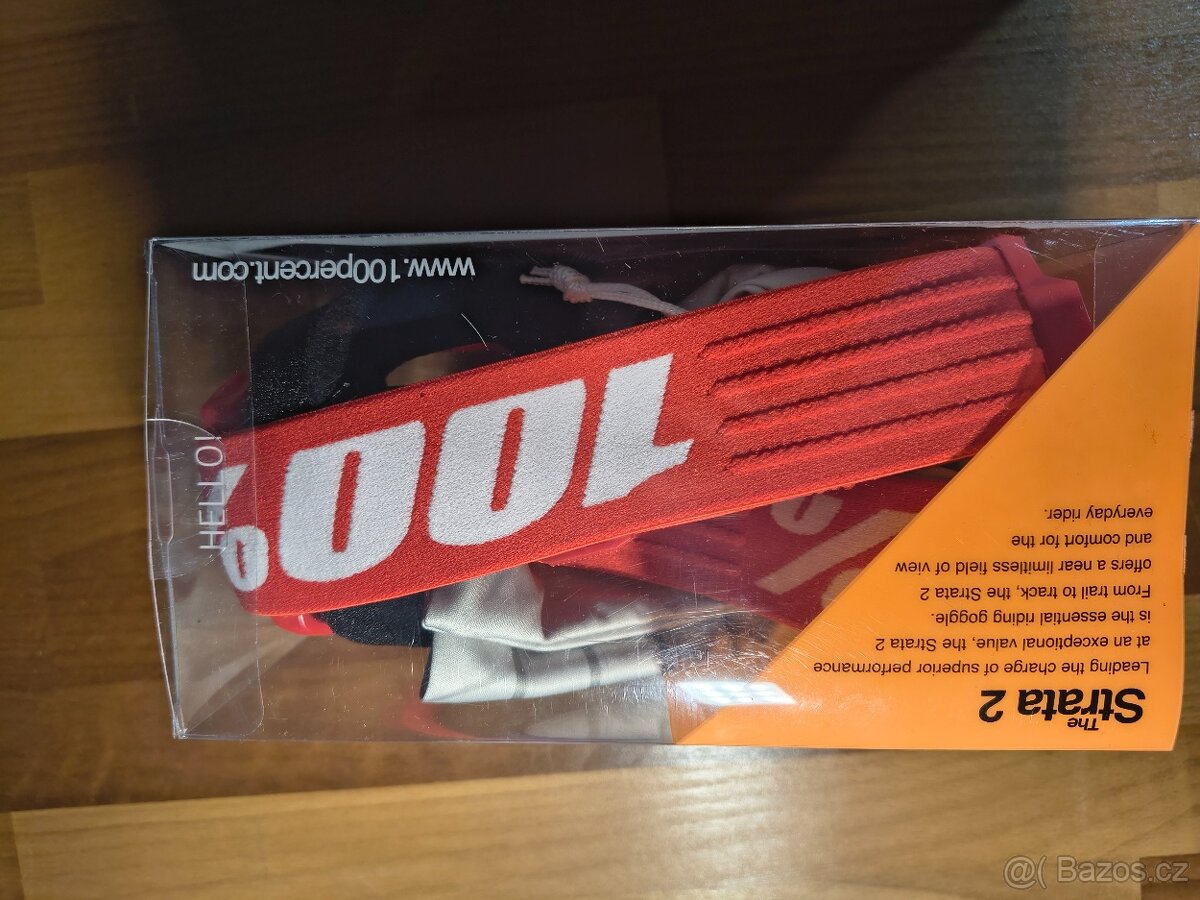 The
Strata 2
Leading the charge of superior performance
at an exceptional value, the Strata 2
is the essential riding goggle.
From trail to track, the Strata 2
offers a near limitless field of view
and comfort for the
everyday rider.
100%
%
HELLO!
www.100percent.com
@( Bazos.cz